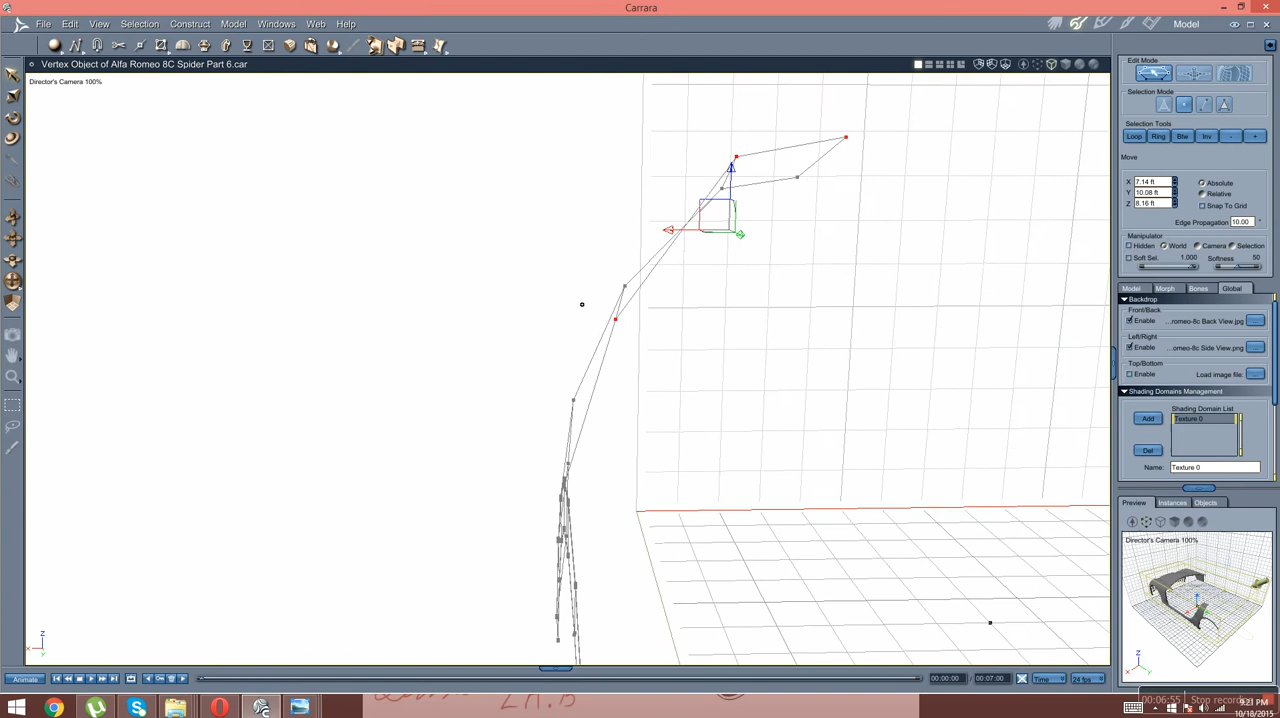 Carrara
File Edit View Selection Construct Model Windows Web Help
Model
Vertex Object of Alfa Romeo 8C Spider Part 6.car
Director's Camera 100%
Edit Mode
Selection Mode
Selection Tools
Loop Ring Btw Inv - +
Move
X 7.14 ft Absolute
Y 10.08 ft Relative
Z 8.16 ft Snap To Grid
Edge Propagation 10.00 °
Manipulator
Hidden World Camera Selection
Soft Sel. 1.000 Softness 50
Model Morph Bones Global
Backdrop
Front/Back
Enable ...romeo-8c Back View.jpg ...
Left/Right
Enable ...omeo-8c Side View.png ...
Top/Bottom
Enable Load image file: ...
Shading Domains Management
Shading Domain List
Add Texture 0
Del
Name: Texture 0
Preview Instances Objects
Director's Camera 100%
Z
X Y
Z
X Y
Animate 00:00:00 00:07:00 Time 24 fps
00:06:55 Stop recording
9:21 PM
10/18/2015